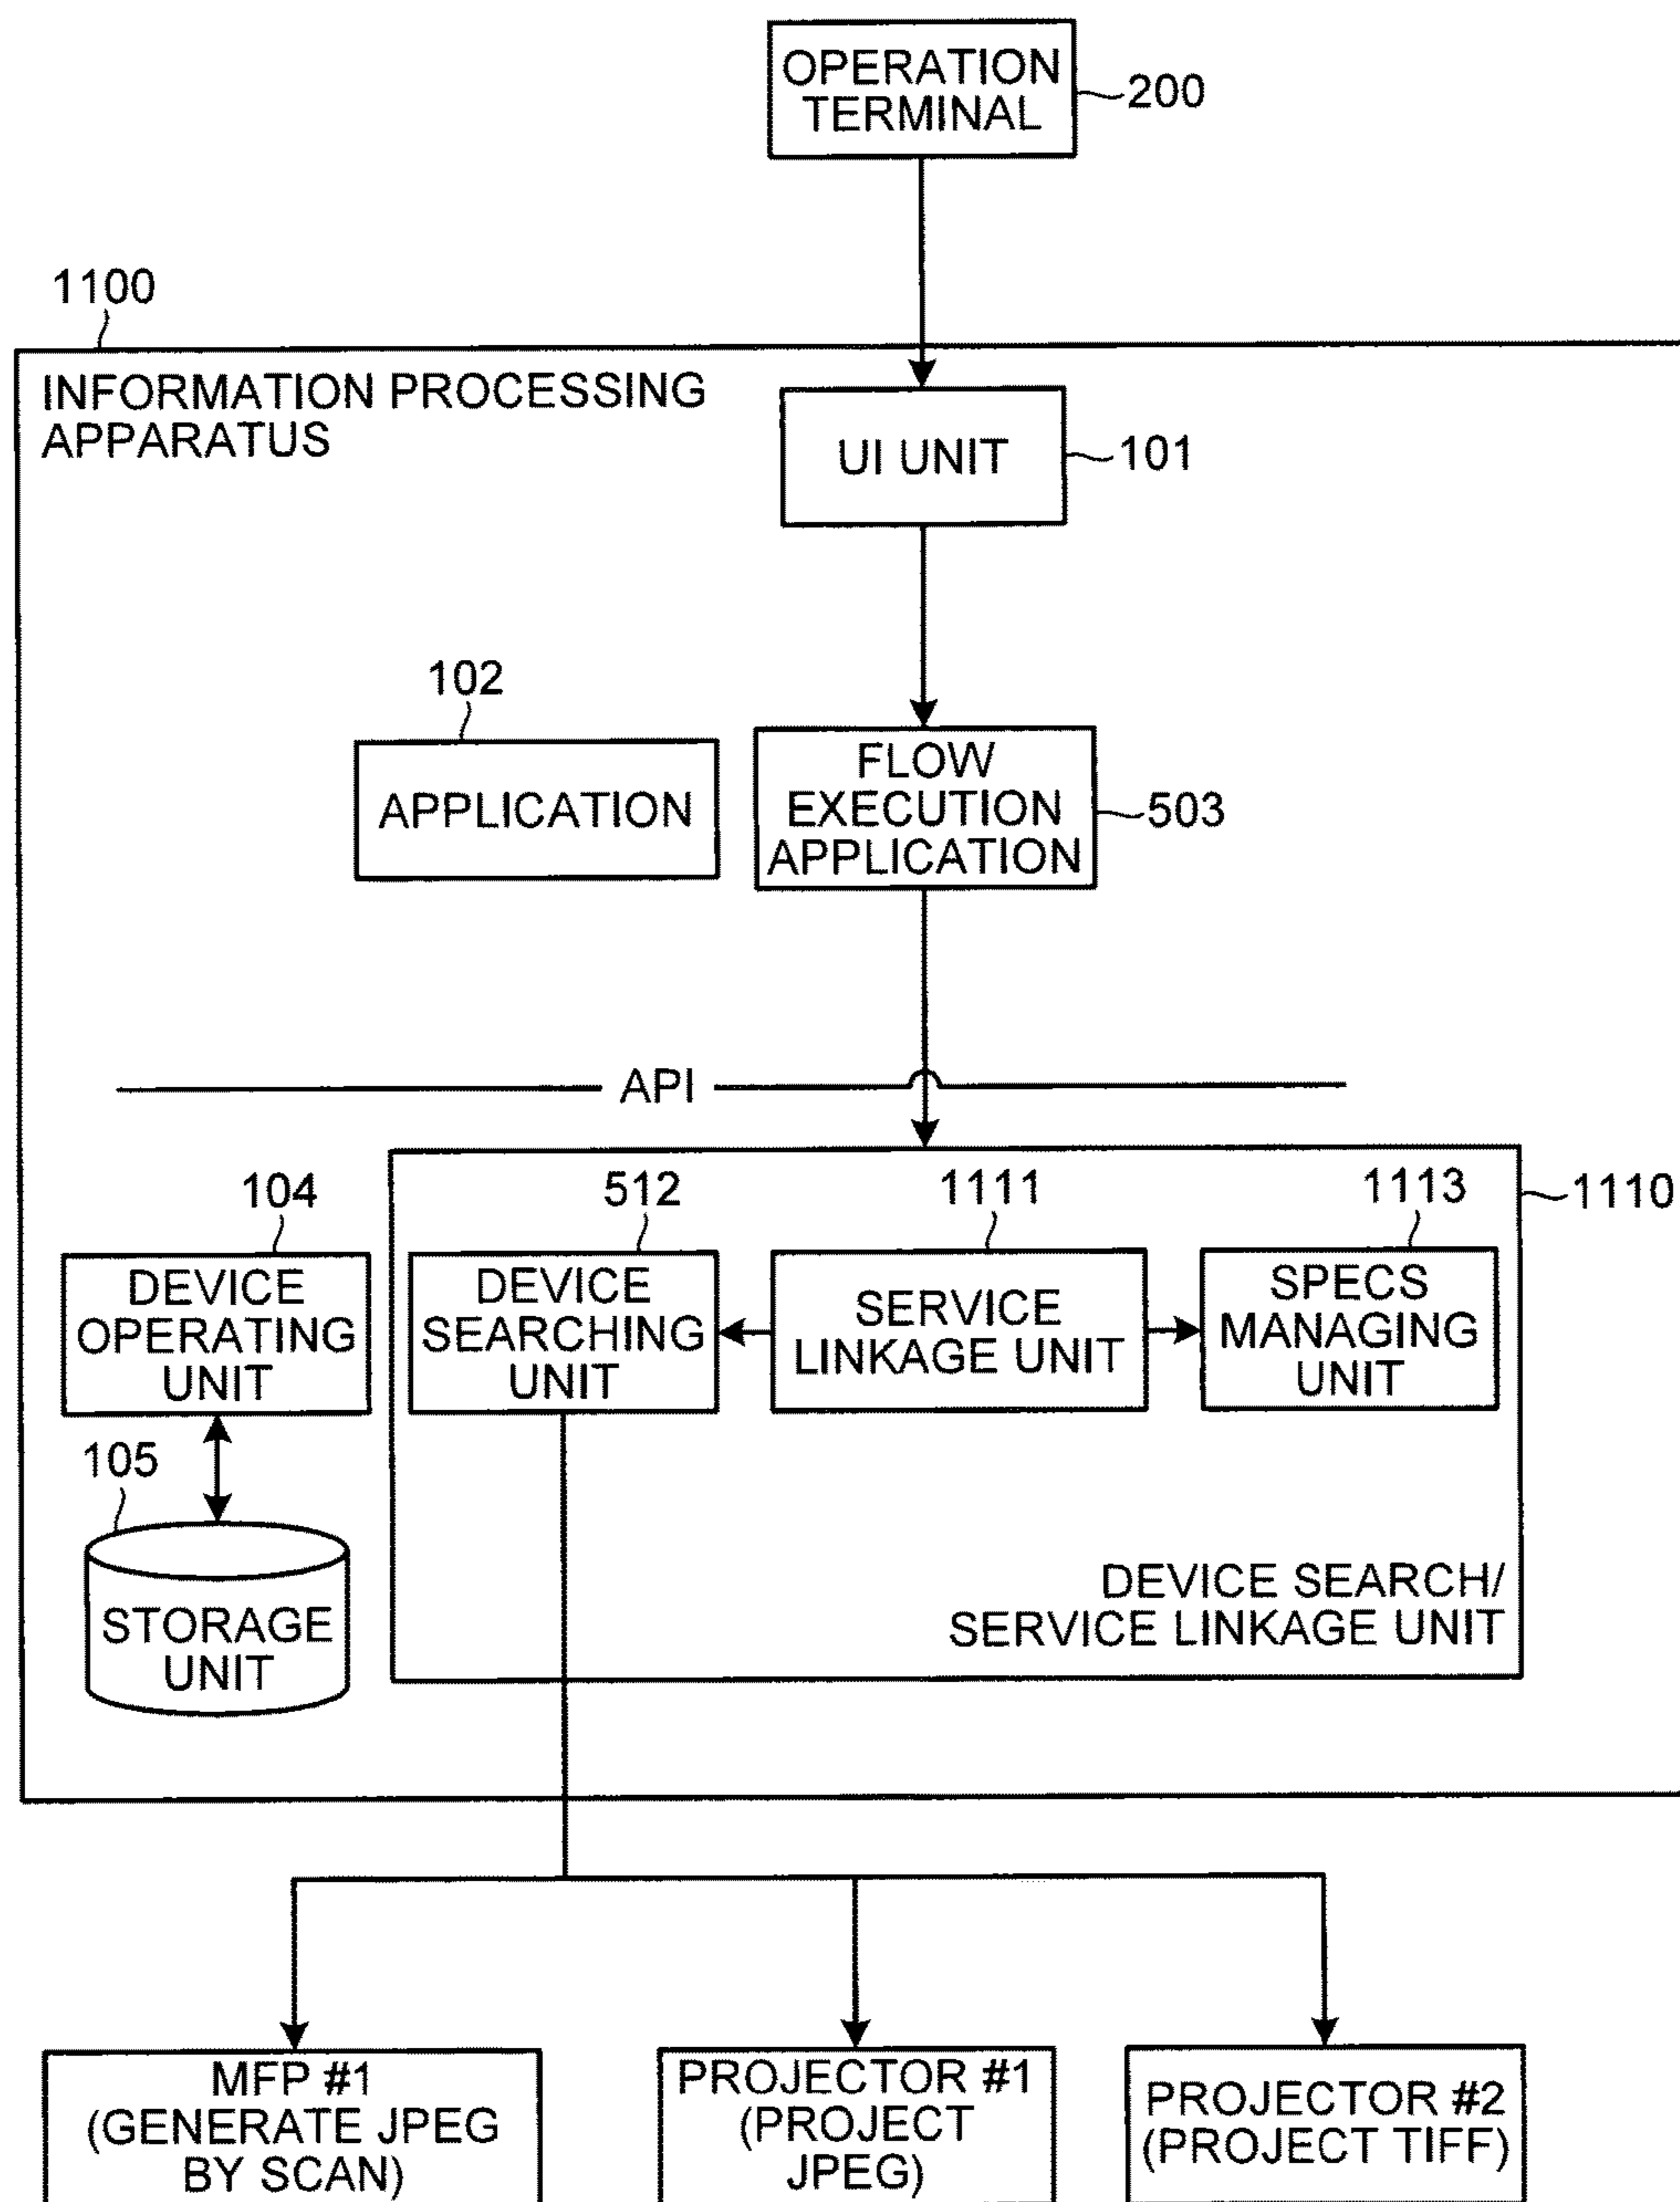 OPERATION
TERMINAL
200
1100
INFORMATION PROCESSING
APPARATUS
UI UNIT
101
102
APPLICATION
FLOW
EXECUTION
APPLICATION
503
API
104
512
1111
1113
1110
DEVICE
OPERATING
UNIT
DEVICE
SEARCHING
UNIT
SERVICE
LINKAGE UNIT
SPECS
MANAGING
UNIT
105
STORAGE
UNIT
DEVICE SEARCH/
SERVICE LINKAGE UNIT
MFP #1
(GENERATE JPEG
BY SCAN)
PROJECTOR #1
(PROJECT
JPEG)
PROJECTOR #2
(PROJECT TIFF)